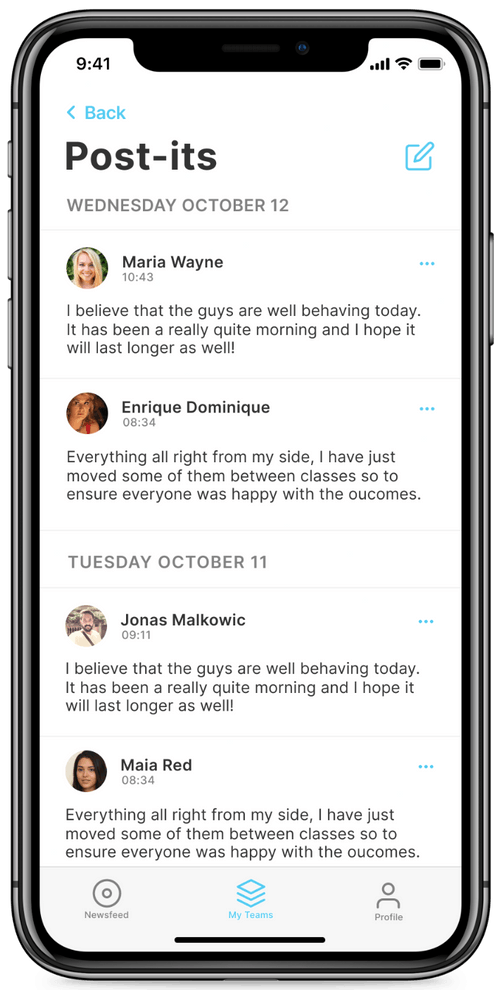 9:41
Back
Post-its
WEDNESDAY OCTOBER 12
Maria Wayne
10:43
I believe that the guys are well behaving today.
It has been a really quite morning and I hope it
will last longer as well!
Enrique Dominique
08:34
Everything all right from my side, I have just
moved some of them between classes so to
ensure everyone was happy with the oucomes.
TUESDAY OCTOBER 11
Jonas Malkowic
09:11
I believe that the guys are well behaving today.
It has been a really quite morning and I hope it
will last longer as well!
Maia Red
08:34
Everything all right from my side, I have just
moved some of them between classes so to
ensure everyone was happy with the oucomes.
Newsfeed My Teams Profile